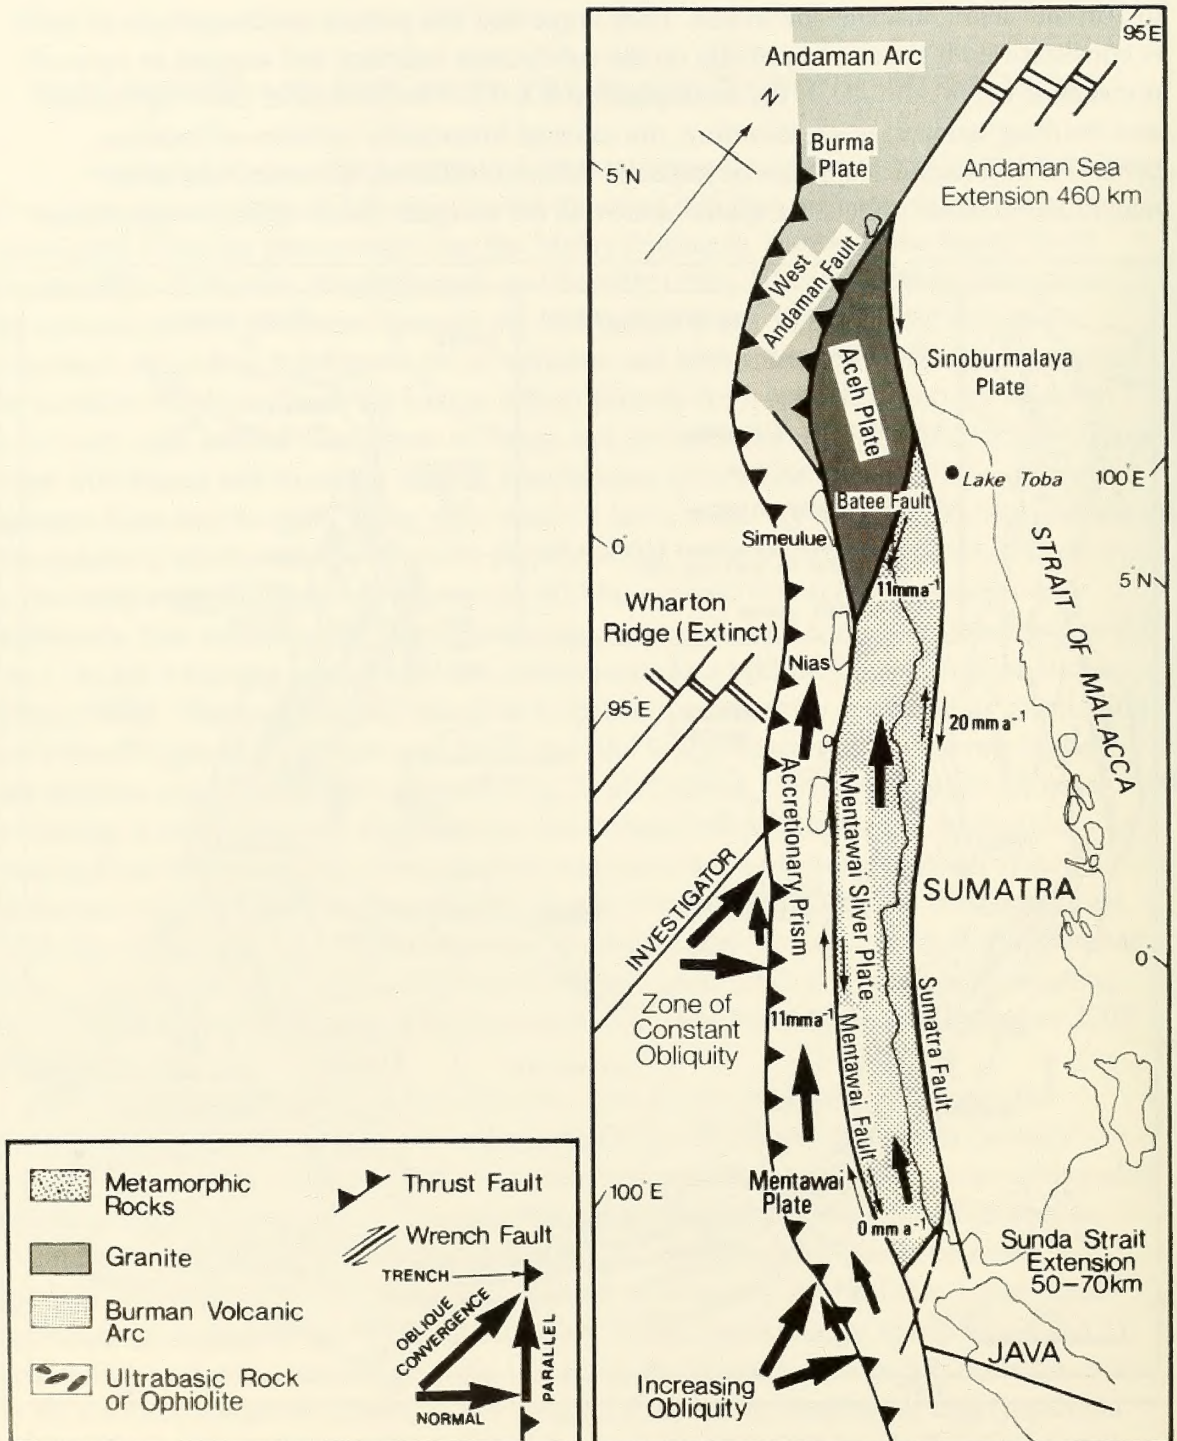 95°E
Andaman Arc
N
Burma
Plate
5°N
Andaman Sea
Extension 460 km
West
Andaman Fault
Aceh Plate
Sinoburmalaya
Plate
Lake Toba
100°E
Batee Fault
Simeulue
0°
11mma⁻¹
5°N
STRAIT OF MALACCA
Wharton
Ridge (Extinct)
Nias
95°E
20 mm a⁻¹
Accretionary Prism
Mentawai Sliver Plate
INVESTIGATOR
SUMATRA
0°
Zone of
Constant
Obliquity
11mma⁻¹
Mentawai Fault
Sumatra Fault
Mentawai
Plate
100°E
0 mm a⁻¹
Sunda Strait
Extension
50–70km
JAVA
Increasing
Obliquity
Metamorphic
Rocks
Granite
Burman Volcanic
Arc
Ultrabasic Rock
or Ophiolite
Thrust Fault
Wrench Fault
TRENCH
OBLIQUE
CONVERGENCE
PARALLEL
NORMAL